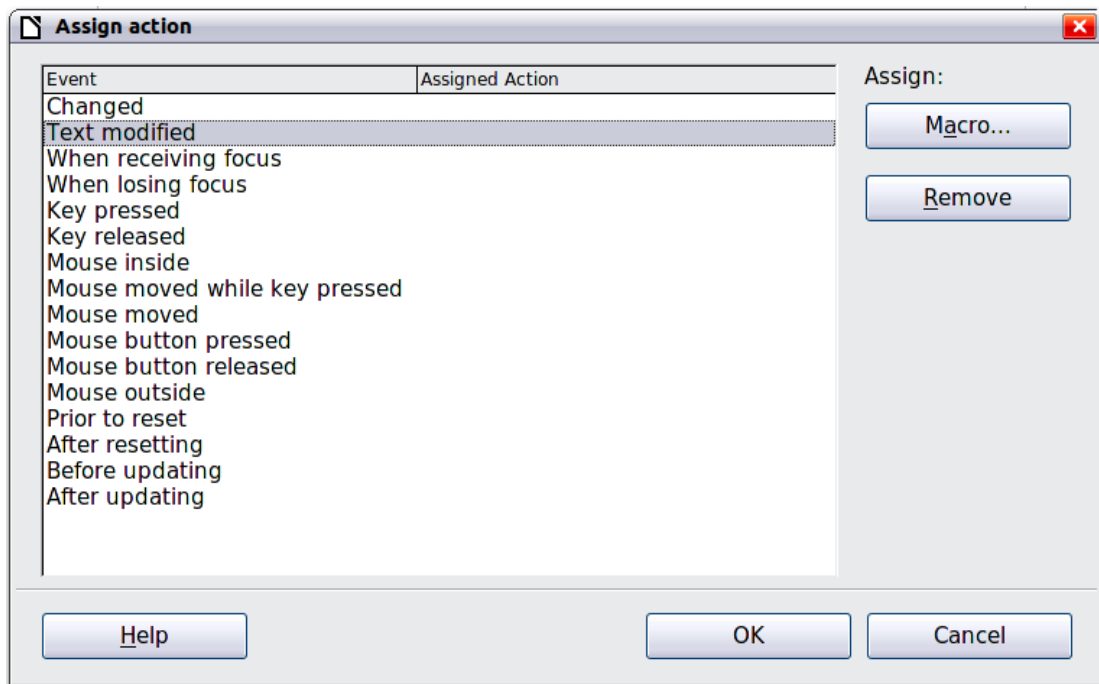 Assign action
Event Assigned Action
Assign:
Changed
Text modified
When receiving focus
When losing focus
Key pressed
Key released
Mouse inside
Mouse moved while key pressed
Mouse moved
Mouse button pressed
Mouse button released
Mouse outside
Prior to reset
After resetting
Before updating
After updating
Macro...
Remove
Help OK Cancel